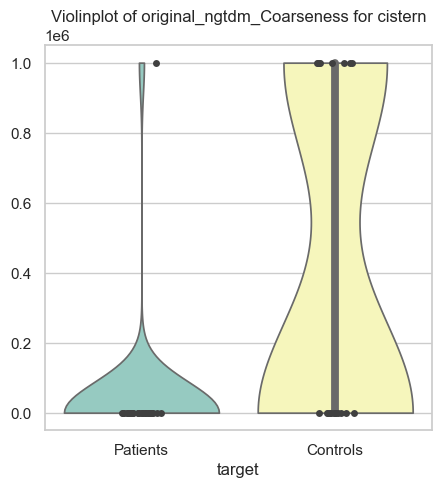 Violinplot of original_ngtdm_Coarseness for cistern
1e6
1.0
0.8
0.6
0.4
0.2
0.0
Patients Controls
target